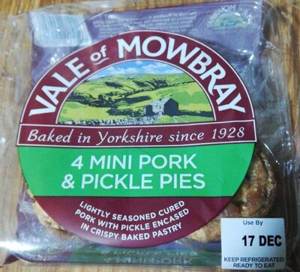 VALE of MOWBRAY
Baked in Yorkshire since 1928
4 MINI PORK
& PICKLE PIES
LIGHTLY SEASONED CURED
PORK WITH PICKLE ENCASED
IN CRISPY BAKED PASTRY
Use By
17 DEC
KEEP REFRIGERATED
READY TO EAT